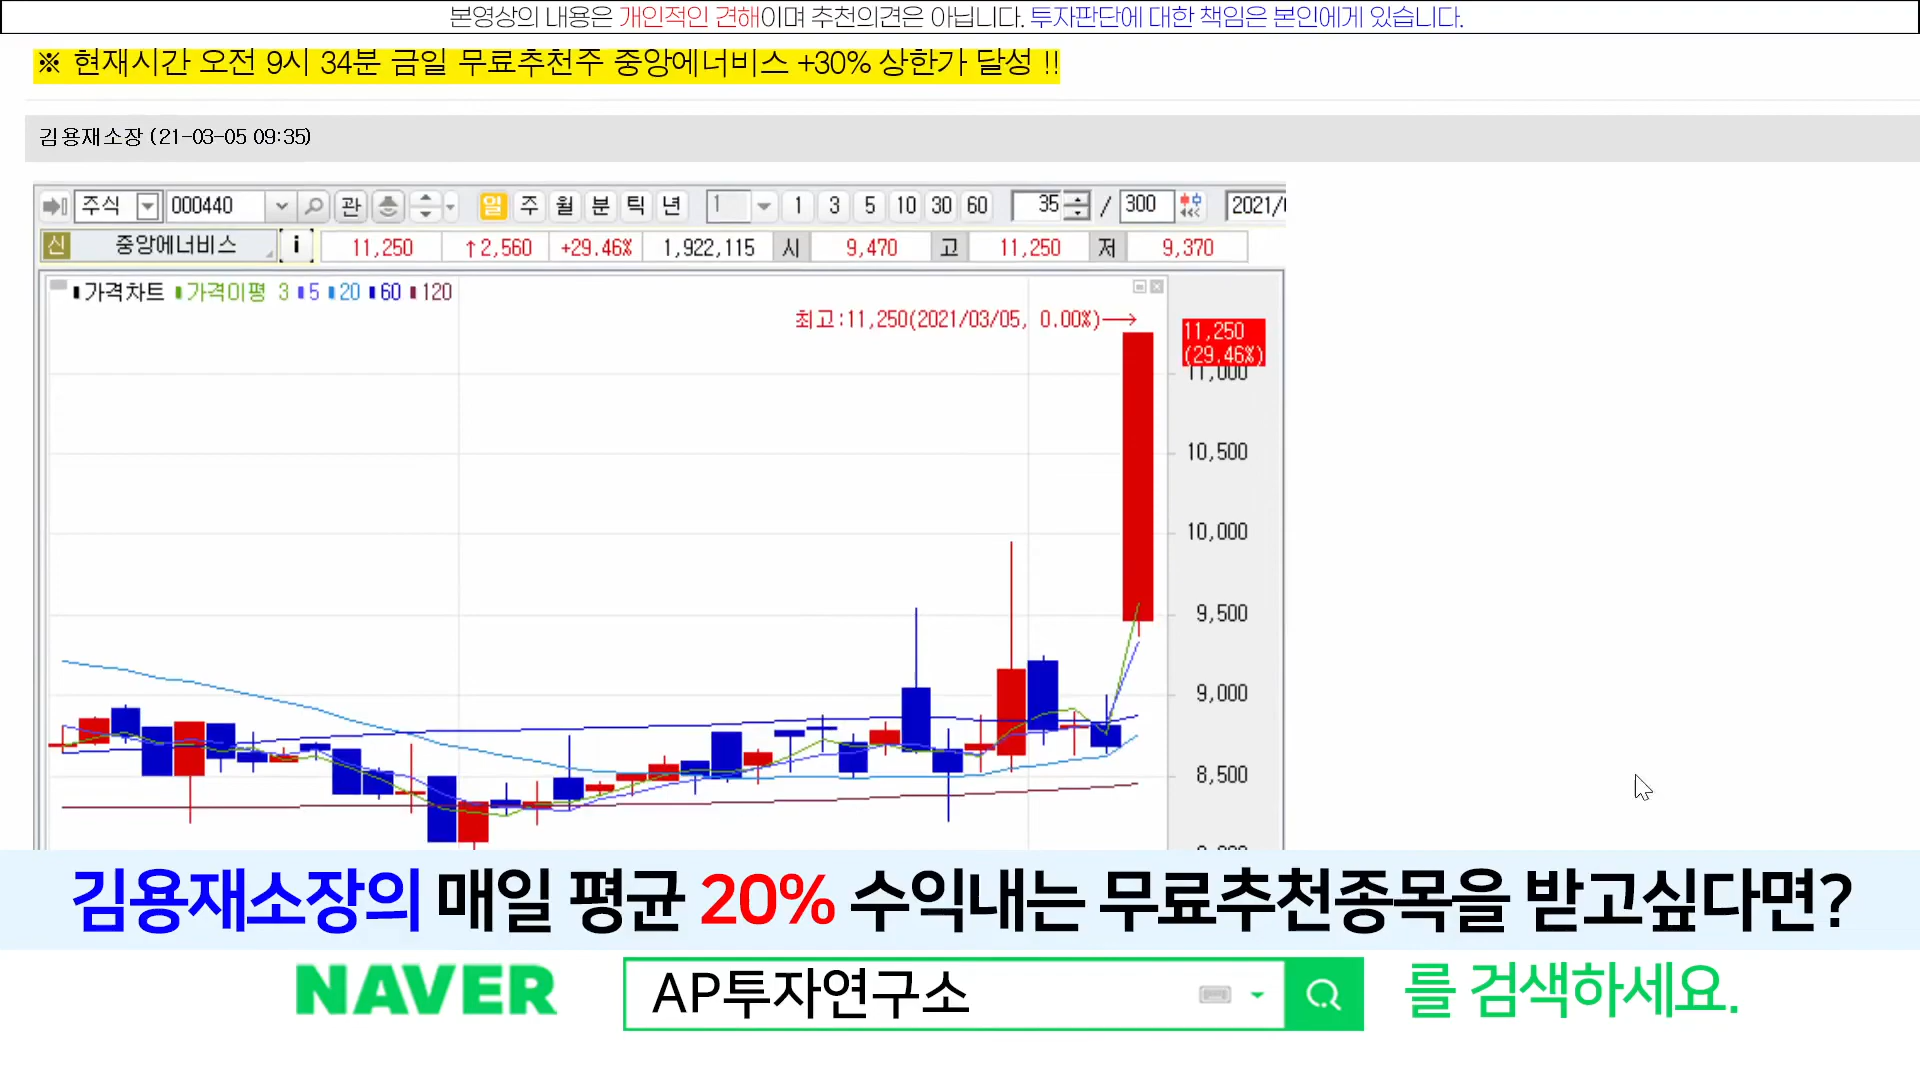 본영상의 내용은 개인적인 견해이며 추천의견은 아닙니다. 투자판단에 대한 책임은 본인에게 있습니다.
※ 현재시간 오전 9시 34분 금일 무료추천주 중앙에너비스 +30% 상한가 달성 !!
김용재소장 (21-03-05 09:35)
주식 000440 관 일 주 월 분 틱 년 1 1 3 5 10 30 60 35 / 300 2021/
신 중앙에너비스 i 11,250 ↑2,560 +29.46% 1,922,115 시 9,470 고 11,250 저 9,370
가격차트 가격이평 3 5 20 60 120
최고:11,250(2021/03/05, 0.00%)→
11,250
(29.46%)
11,000
10,500
10,000
9,500
9,000
8,500
김용재소장의 매일 평균 20% 수익내는 무료추천종목을 받고싶다면?
NAVER AP투자연구소 를 검색하세요.